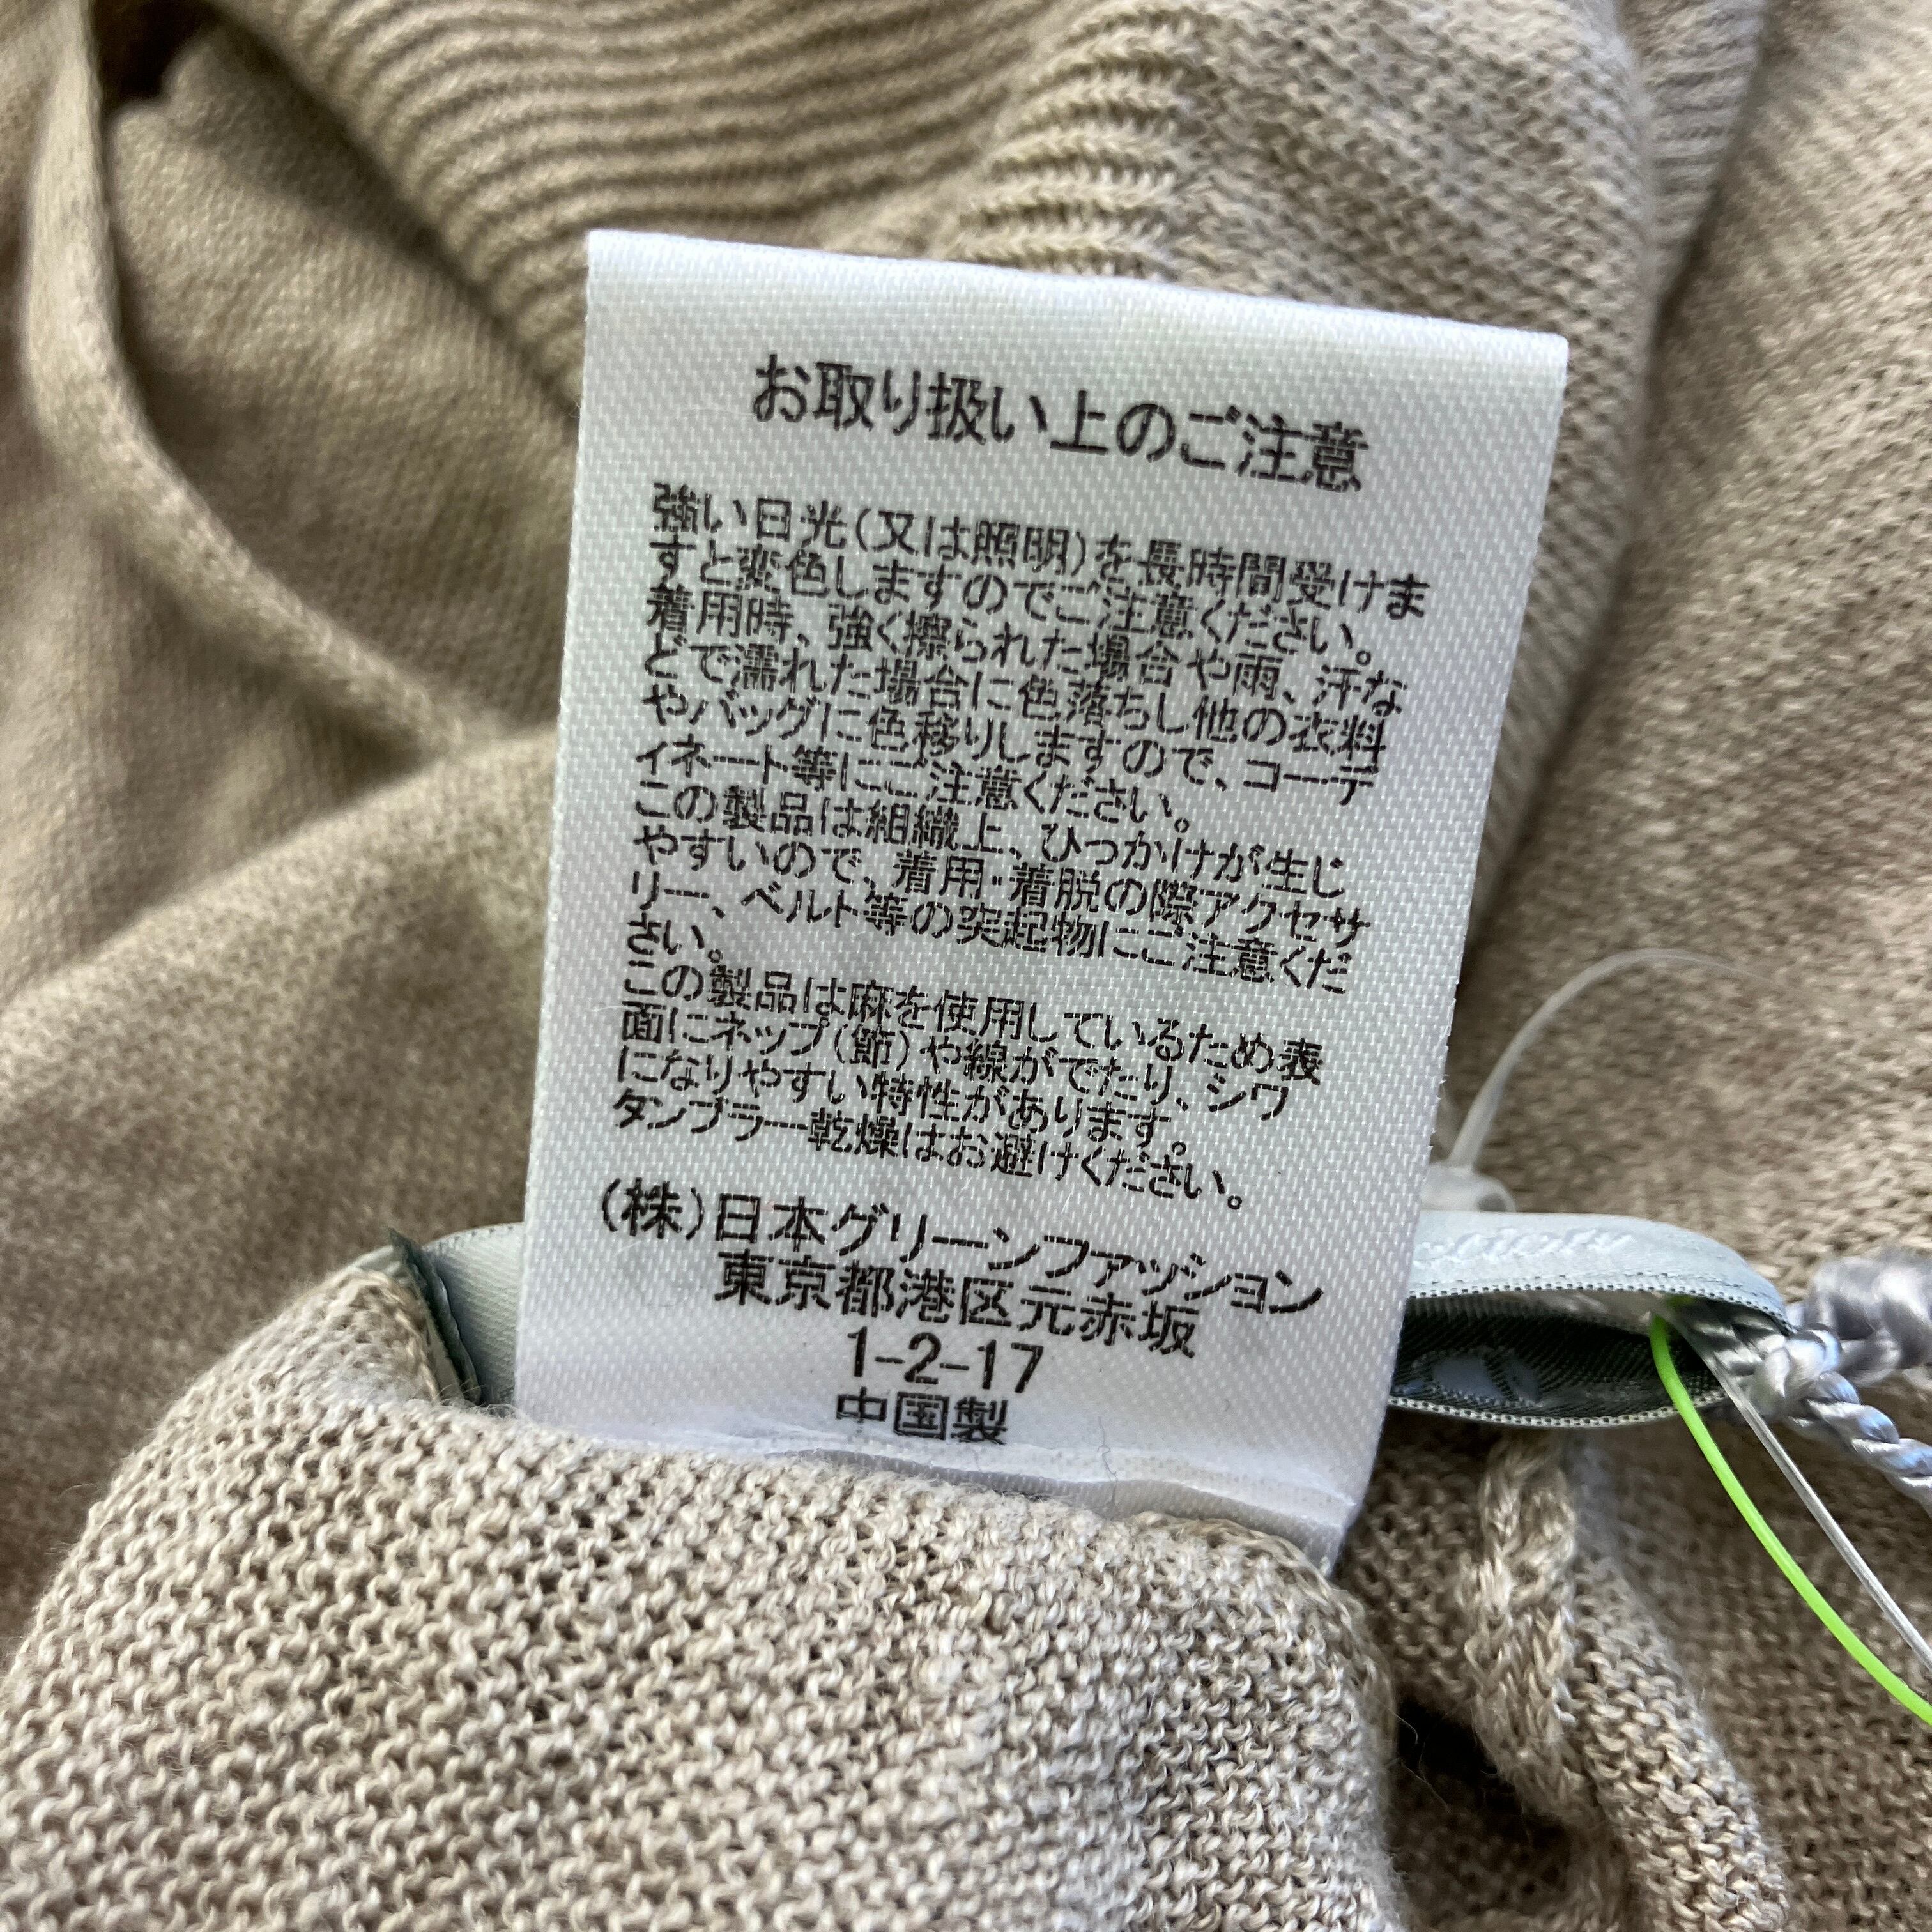 お取り扱い上のご注意
強い日光(又は照明)を長時間受けま
すと変色しますのでご注意ください。
着用時、強く擦られた場合や雨、汗な
どで濡れた場合に色落ちし他の衣料
やバッグに色移りしますので、コーデ
ィネート等にご注意ください。
この製品は組織上、ひっかけが生じ
やすいので、着用・着脱の際アクセサ
リー、ベルト等の突起物にご注意くだ
さい。
この製品は麻を使用しているため表
面にネップ(節)や線がでたり、シワ
になりやすい特性があります。
タンブラー乾燥はお避けください。
(株)日本グリーンファッション
東京都港区元赤坂
1-2-17
中国製